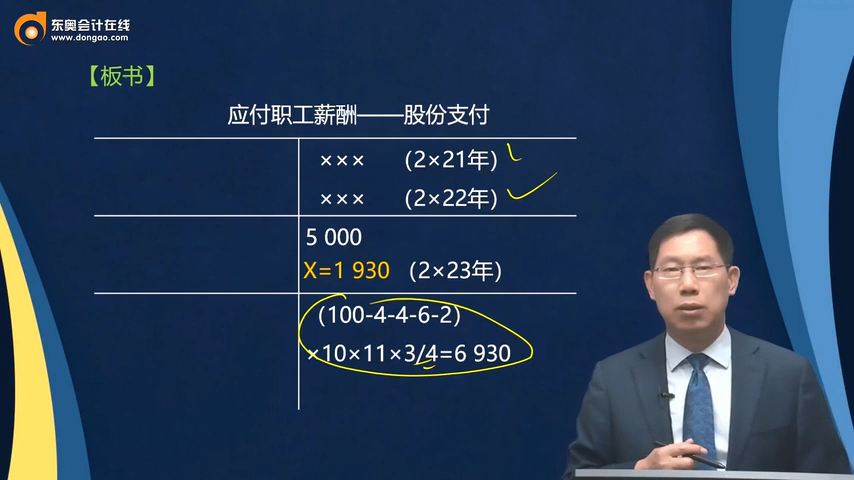 东奥会计在线
www.dongao.com
【板书】
应付职工薪酬——股份支付
××× (2×21年)
××× (2×22年)
5 000
X=1 930 (2×23年)
(100-4-4-6-2)
×10×11×3/4=6 930